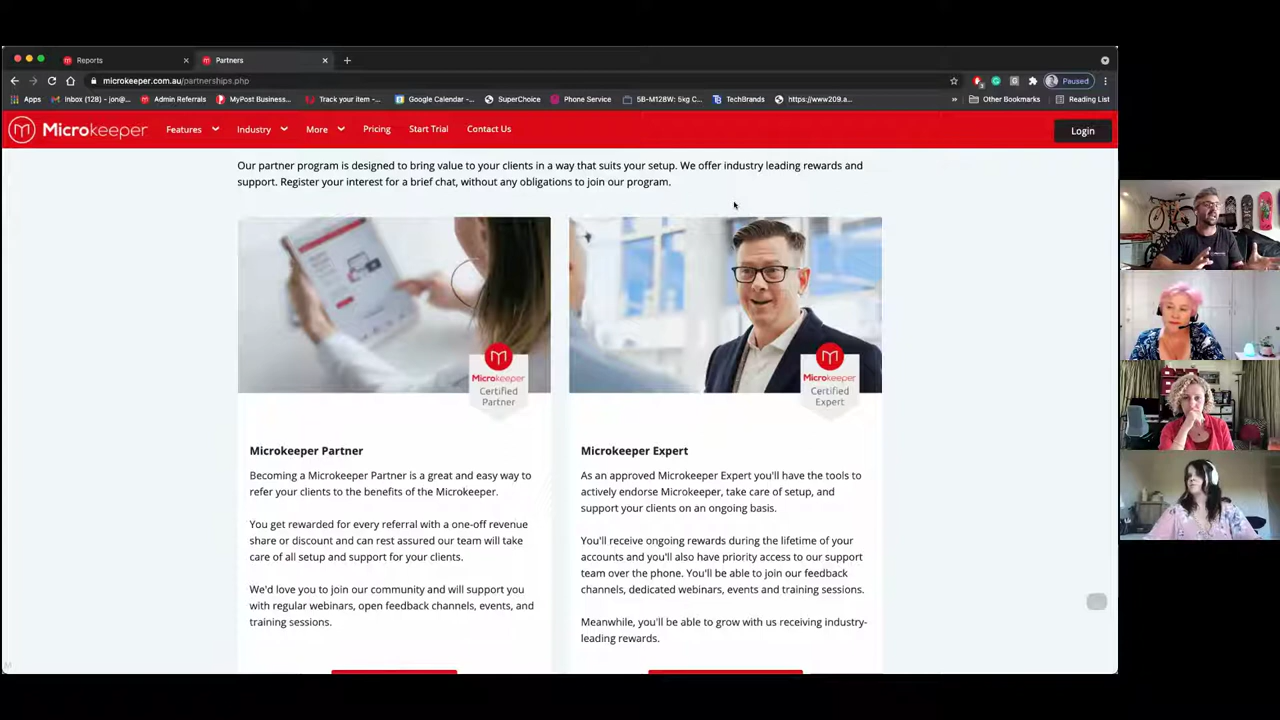 Reports
Partners
microkeeper.com.au/partnerships.php
Paused
Apps
Inbox (128) - jon@...
Admin Referrals
MyPost Business...
Track your item -...
Google Calendar -...
SuperChoice
Phone Service
5B-M128W: 5kg C...
TechBrands
https://www209.a...
Other Bookmarks
Reading List
Microkeeper
Features
Industry
More
Pricing
Start Trial
Contact Us
Login
Our partner program is designed to bring value to your clients in a way that suits your setup. We offer industry leading rewards and
support. Register your interest for a brief chat, without any obligations to join our program.
Microkeeper
Certified
Partner
Microkeeper
Certified
Expert
Microkeeper Partner
Becoming a Microkeeper Partner is a great and easy way to
refer your clients to the benefits of the Microkeeper.
You get rewarded for every referral with a one-off revenue
share or discount and can rest assured our team will take
care of all setup and support for your clients.
We'd love you to join our community and will support you
with regular webinars, open feedback channels, events, and
training sessions.
Microkeeper Expert
As an approved Microkeeper Expert you'll have the tools to
actively endorse Microkeeper, take care of setup, and
support your clients on an ongoing basis.
You'll receive ongoing rewards during the lifetime of your
accounts and you'll also have priority access to our support
team over the phone. You'll be able to join our feedback
channels, dedicated webinars, events and training sessions.
Meanwhile, you'll be able to grow with us receiving industry-
leading rewards.